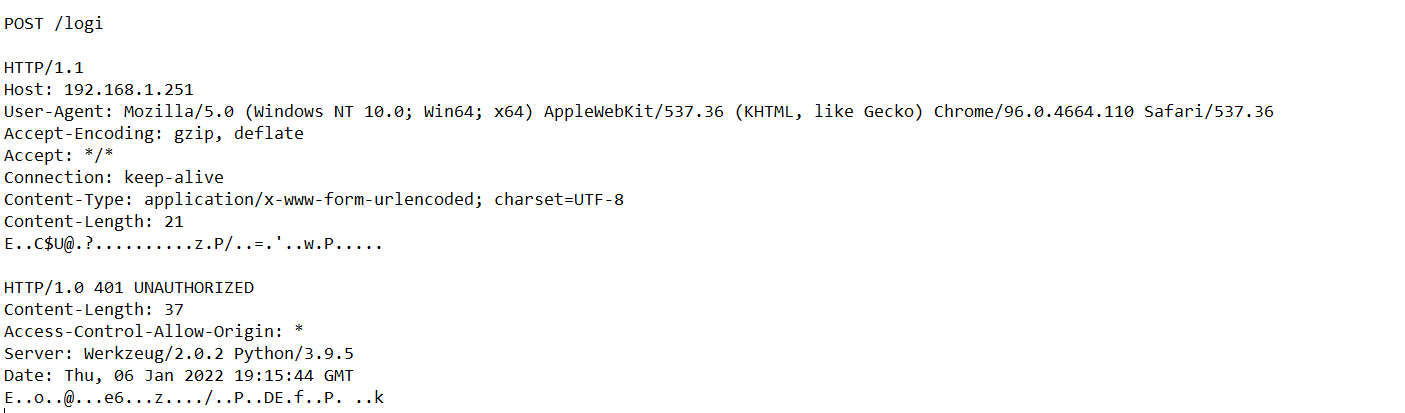 POST /logi
HTTP/1.1
Host: 192.168.1.251
User-Agent: Mozilla/5.0 (Windows NT 10.0; Win64; x64) AppleWebKit/537.36 (KHTML, like Gecko) Chrome/96.0.4664.110 Safari/537.36
Accept-Encoding: gzip, deflate
Accept: */*
Connection: keep-alive
Content-Type: application/x-www-form-urlencoded; charset=UTF-8
Content-Length: 21
E..C$U@.?..........z.P/..=.'..w.P.....
HTTP/1.0 401 UNAUTHORIZED
Content-Length: 37
Access-Control-Allow-Origin: *
Server: Werkzeug/2.0.2 Python/3.9.5
Date: Thu, 06 Jan 2022 19:15:44 GMT
E..o..@...e6...z..../..P..DE.f..P. ..k